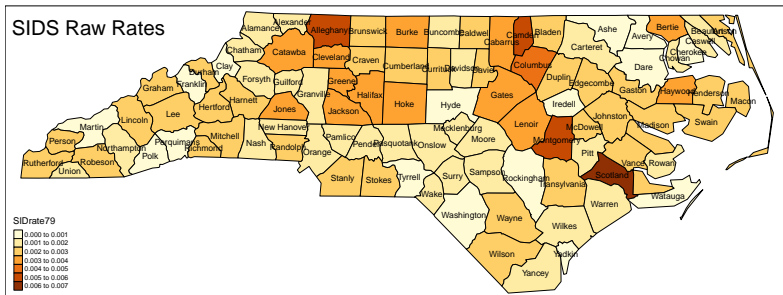 SIDS Raw Rates
Alamance
Alexander
Alleghany
Brunswick
Burke
Buncombe
Caldwell
Cabarrus
Camden
Bladen
Ashe
Avery
Bertie
Beaufort
Anson
Caswell
Cherokee
Chowan
Carteret
Chatham
Catawba
Cleveland
Craven
Cumberland
Currituck
Davidson
Davie
Columbus
Dare
Clay
Durham
Forsyth
Franklin
Graham
Guilford
Granville
Greene
Halifax
Hoke
Hyde
Gates
Duplin
Edgecombe
Gaston
Haywood
Henderson
Macon
Iredell
Johnston
Harnett
Hertford
Jones
Jackson
Lincoln
Lee
Lenoir
Martin
McDowell
Madison
Swain
Mecklenburg
Montgomery
Moore
Mitchell
Nash
New Hanover
Northampton
Orange
Pamlico
Pender
Pasquotank
Onslow
Person
Perquimans
Polk
Pitt
Randolph
Richmond
Robeson
Rutherford
Union
Rockingham
Rowan
Vance
Scotland
Sampson
Stanly
Stokes
Surry
Tyrrell
Transylvania
Wake
Warren
Washington
Watauga
Wayne
Wilkes
Wilson
Yadkin
Yancey
SIDrate79
0.000 to 0.001
0.001 to 0.002
0.002 to 0.003
0.003 to 0.004
0.004 to 0.005
0.005 to 0.006
0.006 to 0.007